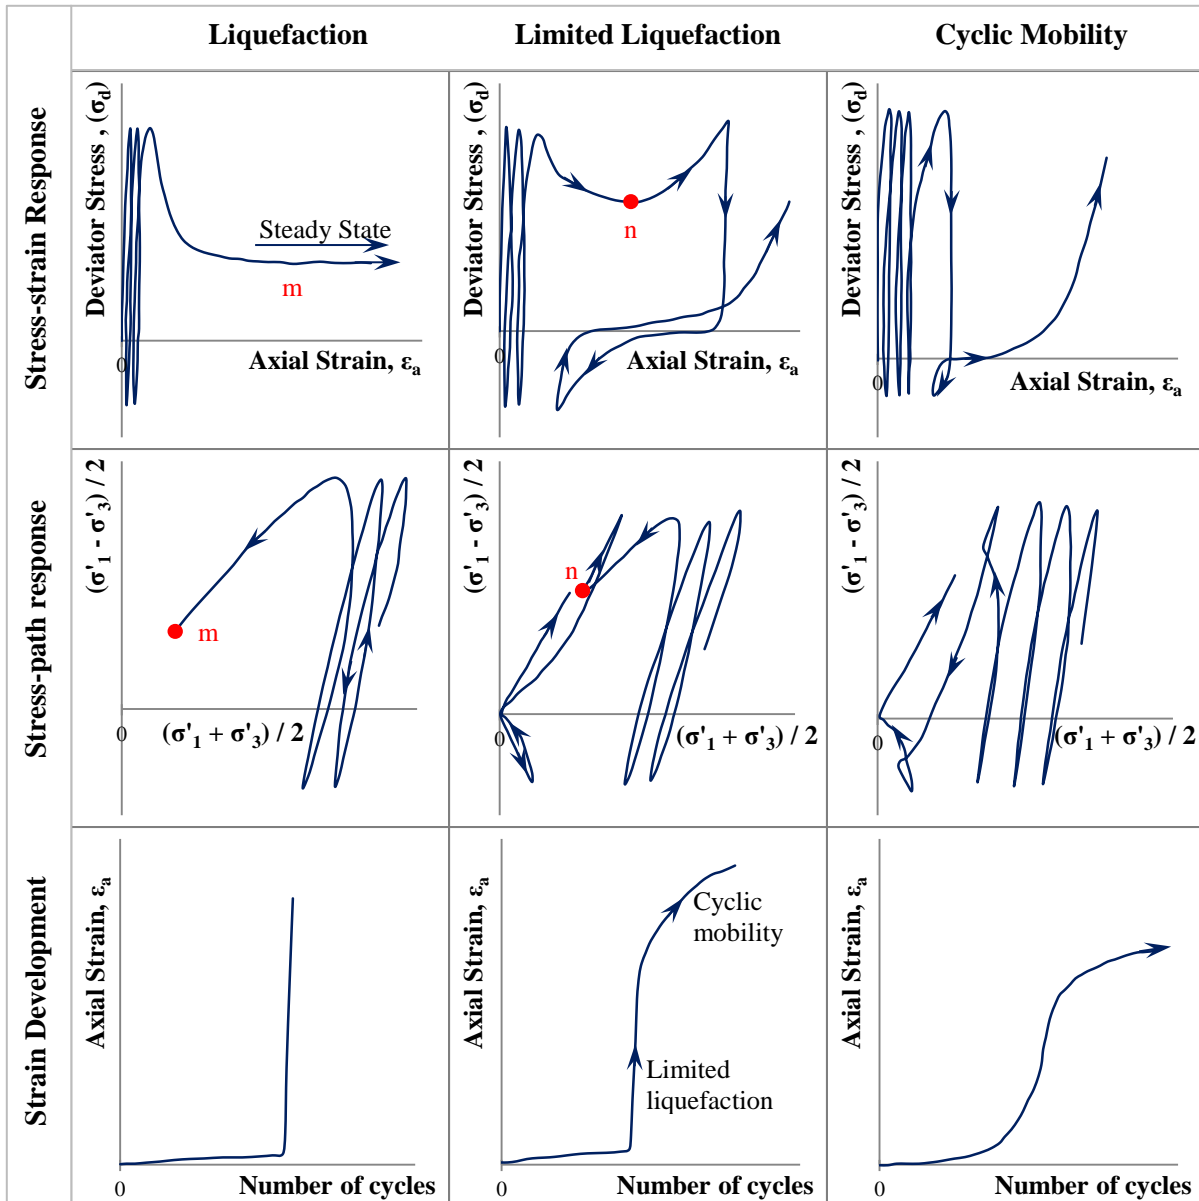 Liquefaction
Limited Liquefaction
Cyclic Mobility
Stress-strain Response
Deviator Stress , (σd)
Steady State
m
0
Axial Strain, εa
Deviator Stress , (σd)
n
0
Axial Strain, εa
Deviator Stress , (σd)
0
Axial Strain, εa
Stress-path response
(σ'1 - σ'3) / 2
m
0
(σ'1 + σ'3) / 2
(σ'1 - σ'3) / 2
n
0
(σ'1 + σ'3) / 2
(σ'1 - σ'3) / 2
0
(σ'1 + σ'3) / 2
Strain Development
Axial Strain, εa
0
Number of cycles
Axial Strain, εa
Cyclic
mobility
Limited
liquefaction
0
Number of cycles
Axial Strain, εa
0
Number of cycles